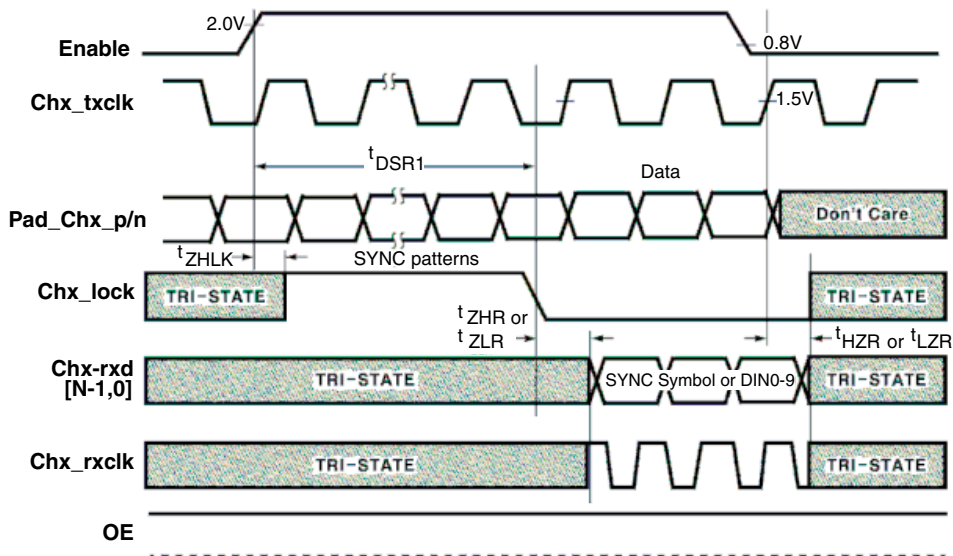 2.0V
Enable
0.8V
Chx_txclk
1.5V
tDSR1
Data
Pad_Chx_p/n
Don't Care
tZHLK
SYNC patterns
Chx_lock
TRI-STATE
TRI-STATE
tZHR or
tZLR
tHZR or tLZR
Chx-rxd
[N-1,0]
TRI-STATE
SYNC Symbol or DIN0-9
TRI-STATE
Chx_rxclk
TRI-STATE
TRI-STATE
OE